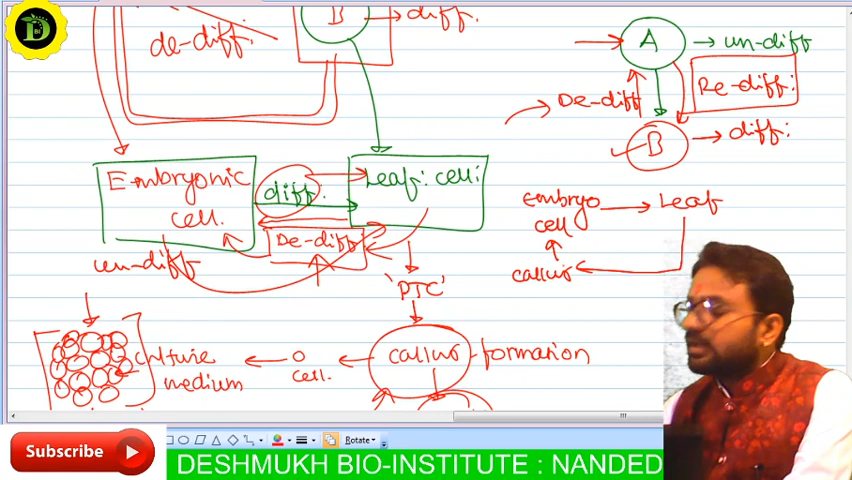 B → diff.
de-diff.
A → un-diff
Re-diff:
De-diff
B → diff:
Embryonic cell.
diff.
Leaf: cell:
De-diff
un-diff
Embryo cell → Leaf
callus
'PTC'
callus - formation
cell.
culture medium
Subscribe
Rotate
DESHMUKH BIO-INSTITUTE : NANDED